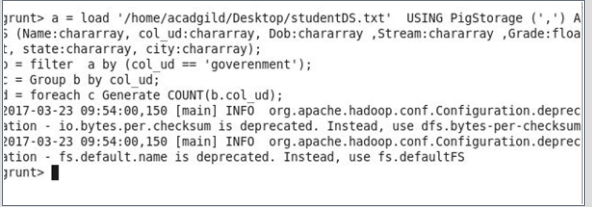 grunt> a = load '/home/acadgild/Desktop/studentDS.txt'  USING PigStorage (',') A
S (Name:chararray, col_ud:chararray, Dob:chararray ,Stream:chararray ,Grade:floa
t, state:chararray, city:chararray);
b = filter  a by (col_ud == 'goverenment');
c = Group b by col_ud;
d = foreach c Generate COUNT(b.col_ud);
2017-03-23 09:54:00,150 [main] INFO  org.apache.hadoop.conf.Configuration.deprec
ation - io.bytes.per.checksum is deprecated. Instead, use dfs.bytes-per-checksum
2017-03-23 09:54:00,150 [main] INFO  org.apache.hadoop.conf.Configuration.deprec
ation - fs.default.name is deprecated. Instead, use fs.defaultFS
grunt>